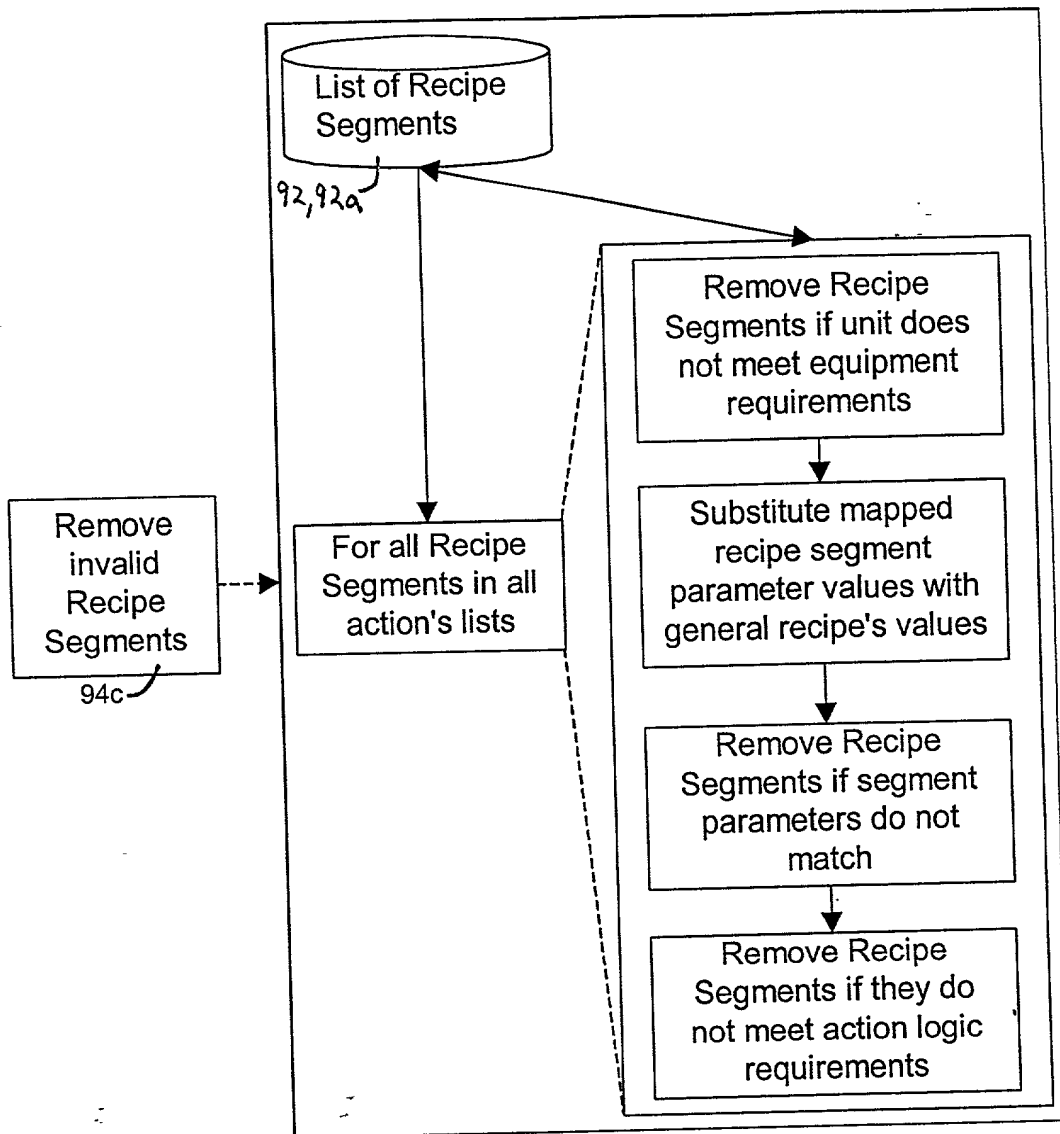 List of Recipe
Segments
92,92a
Remove Recipe
Segments if unit does
not meet equipment
requirements
Substitute mapped
recipe segment
parameter values with
general recipe's values
Remove
invalid
Recipe
Segments
94c
For all Recipe
Segments in all
action's lists
Remove Recipe
Segments if segment
parameters do not
match
Remove Recipe
Segments if they do
not meet action logic
requirements